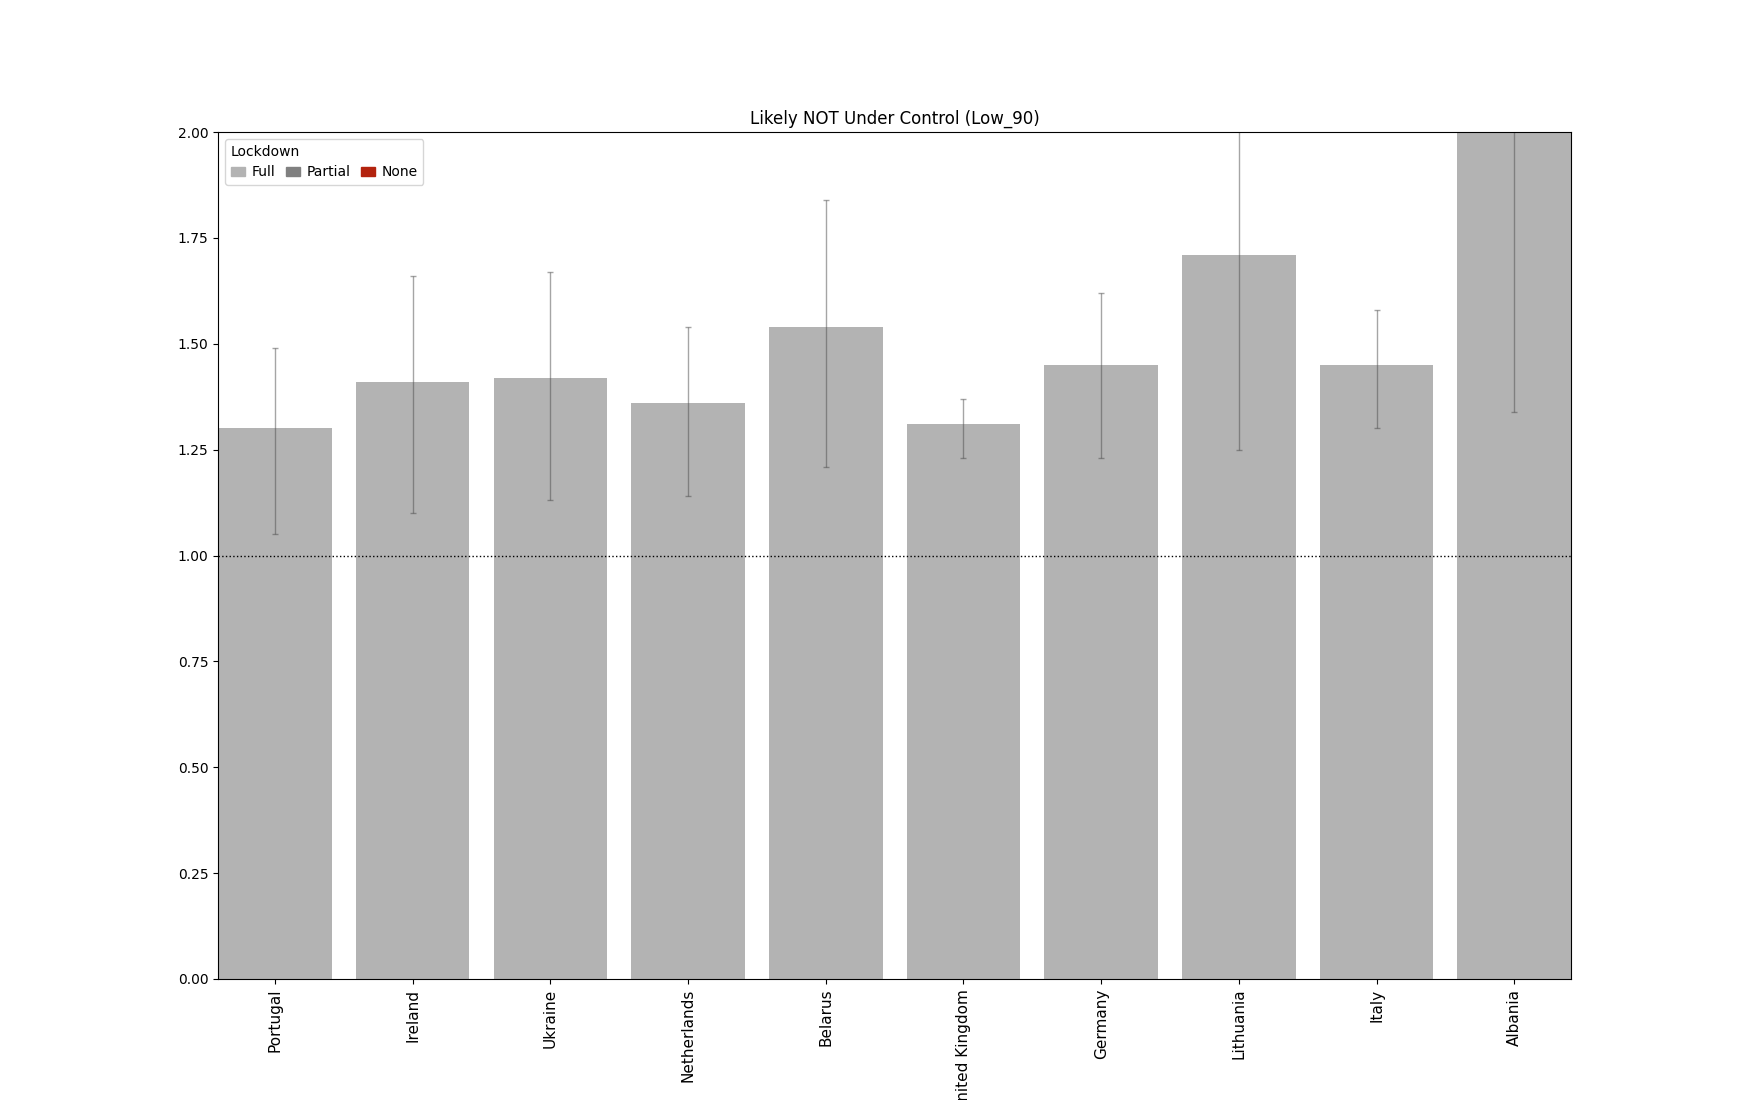 Likely NOT Under Control (Low_90)
Lockdown
Full Partial None
2.00
1.75
1.50
1.25
1.00
0.75
0.50
0.25
0.00
Portugal
Ireland
Ukraine
Netherlands
Belarus
nited Kingdom
Germany
Lithuania
Italy
Albania